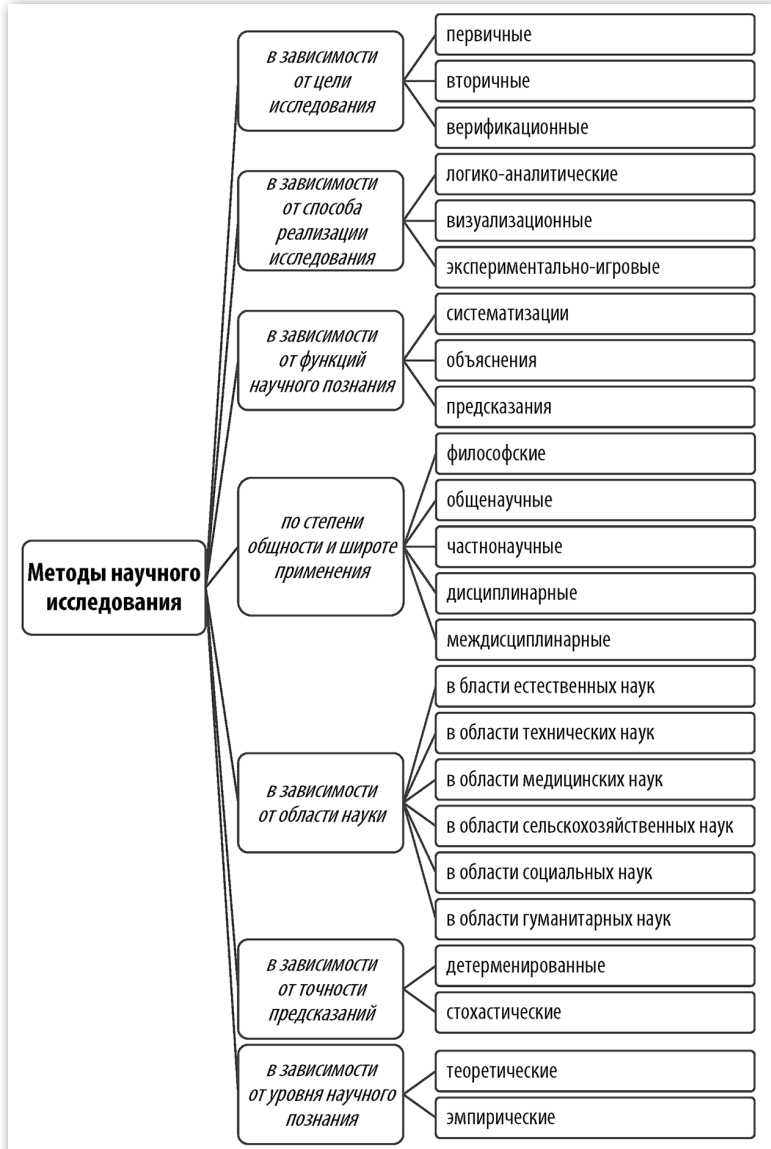 Методы научного
исследования
в зависимости
от цели
исследования
первичные
вторичные
верификационные
в зависимости
от способа
реализации
исследования
логико-аналитические
визуализационные
экспериментально-игровые
в зависимости
от функций
научного познания
систематизации
объяснения
предсказания
по степени
общности и широте
применения
философские
общенаучные
частнонаучные
дисциплинарные
междисциплинарные
в зависимости
от области науки
в бласти естественных наук
в области технических наук
в области медицинских наук
в области сельскохозяйственных наук
в области социальных наук
в области гуманитарных наук
в зависимости
от точности
предсказаний
детерменированные
стохастические
в зависимости
от уровня научного
познания
теоретические
эмпирические